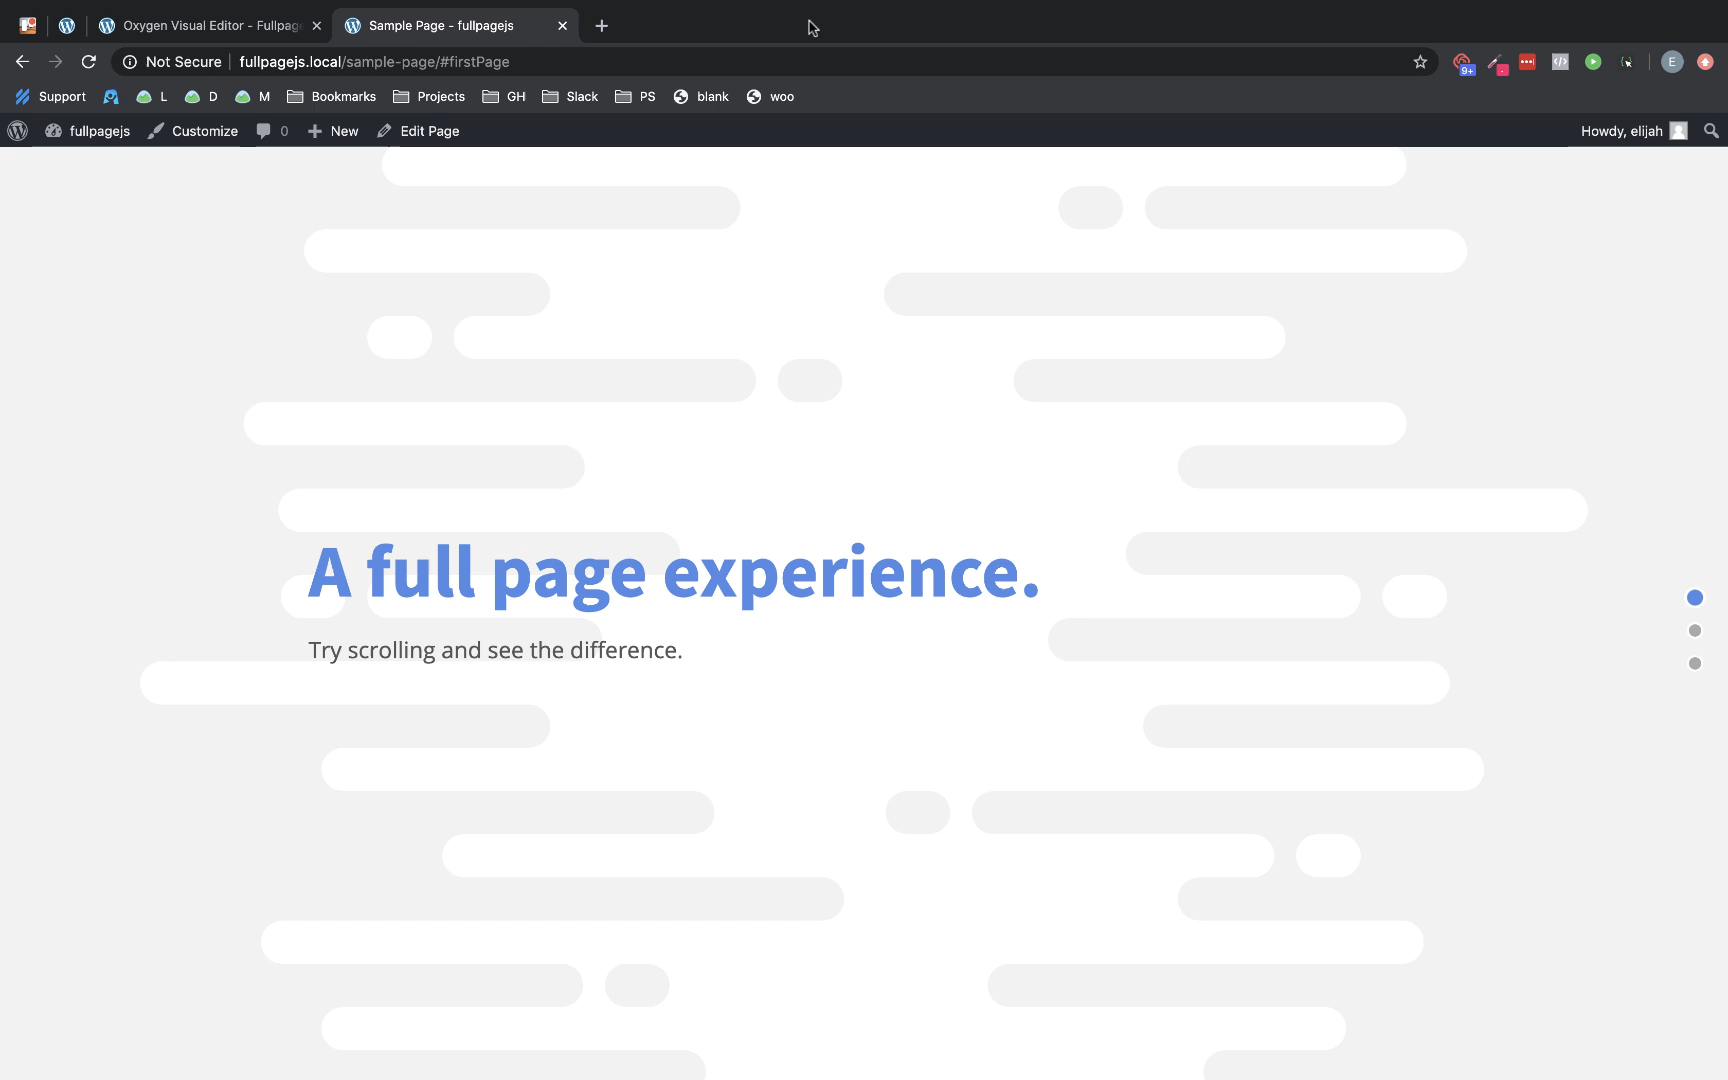 Oxygen Visual Editor - Fullpage
Sample Page - fullpagejs
Not Secure
fullpagejs.local/sample-page/#firstPage
9+
E
Support
L
D
M
Bookmarks
Projects
GH
Slack
PS
blank
woo
fullpagejs
Customize
0
New
Edit Page
Howdy, elijah
A full page experience.
Try scrolling and see the difference.